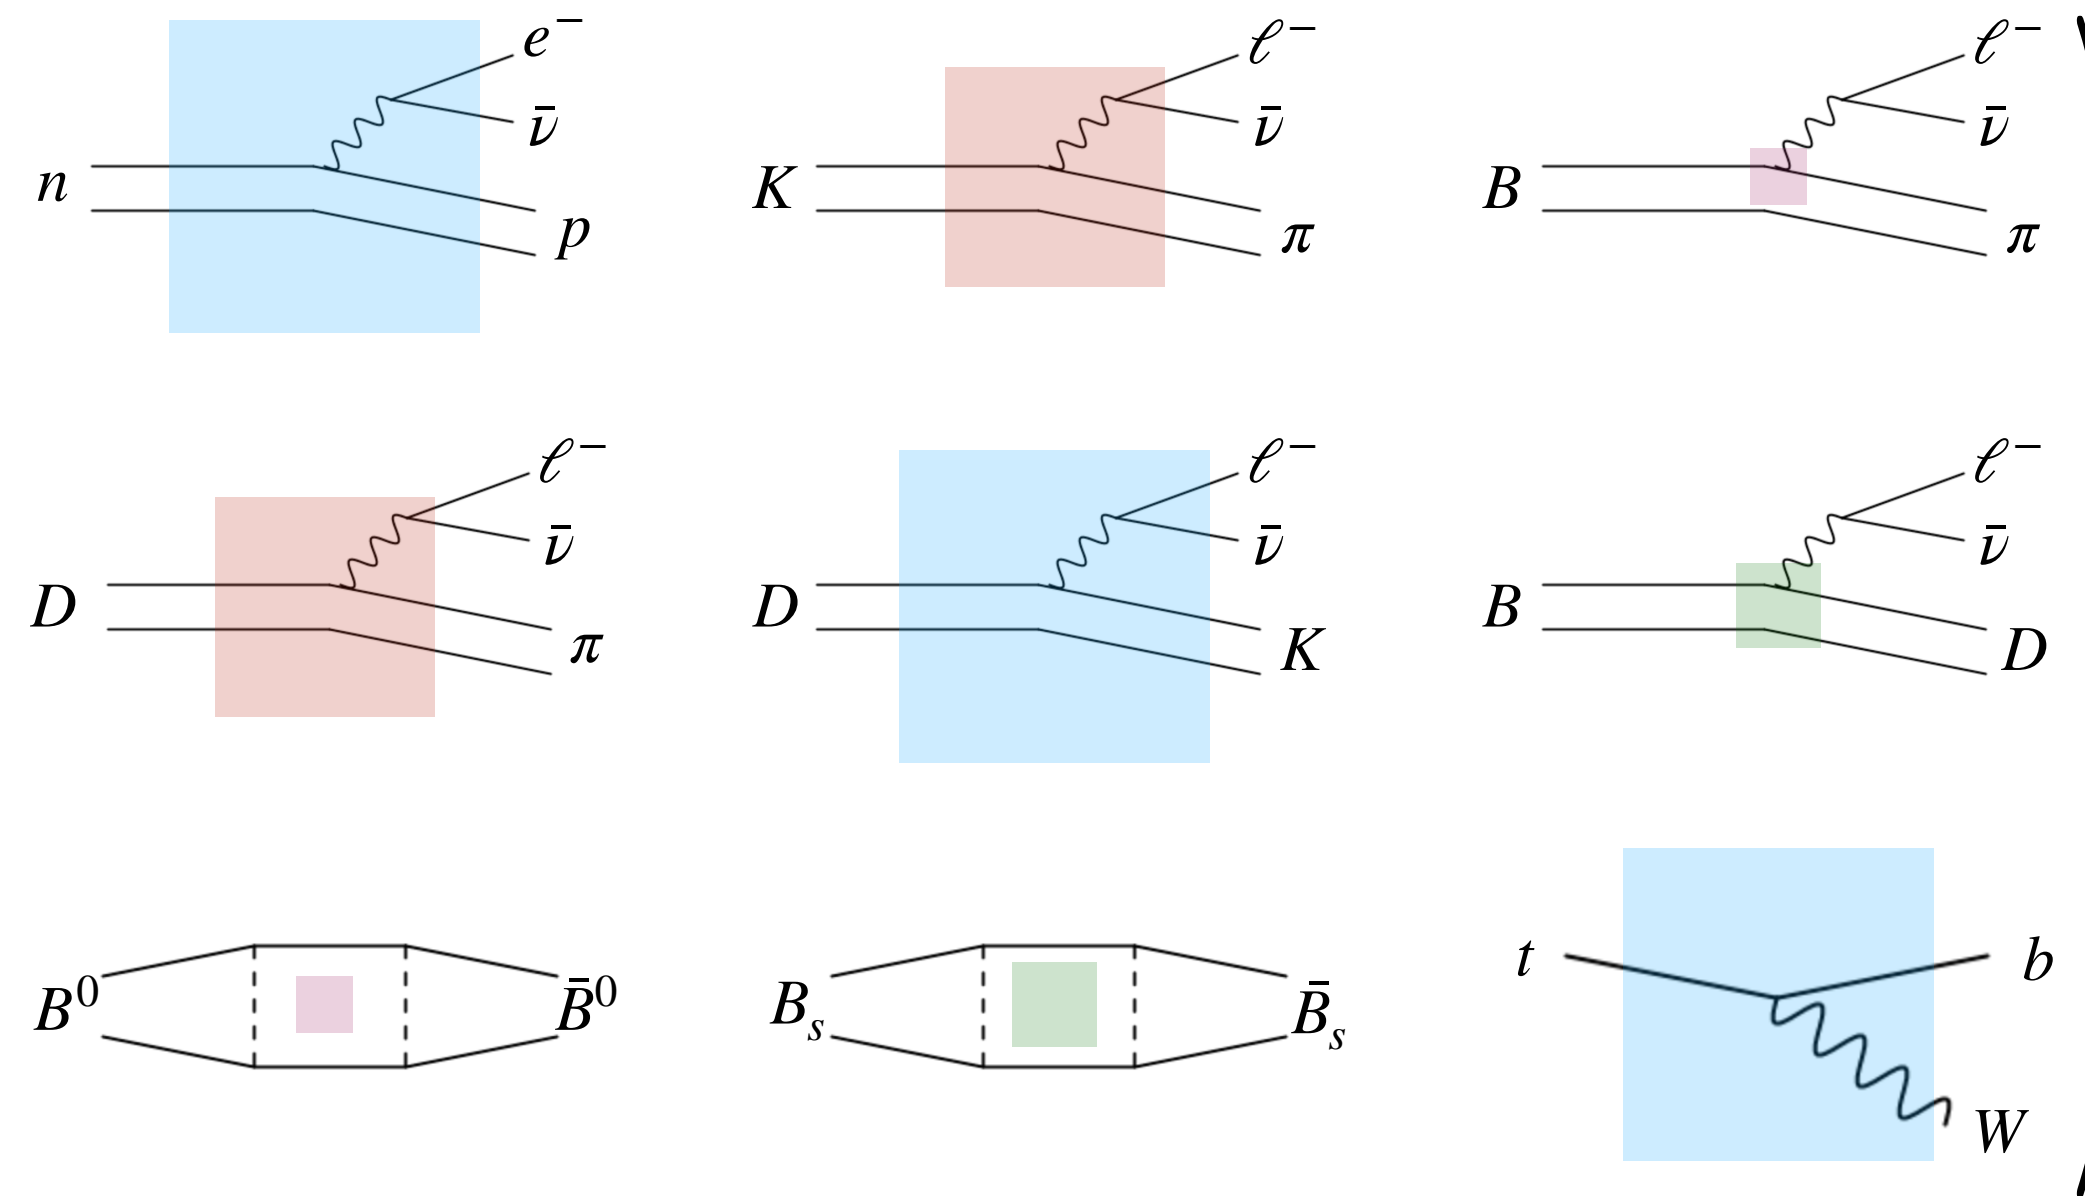 n e⁻ ν̄ p
K ℓ⁻ ν̄ π
B ℓ⁻ ν̄ π
D ℓ⁻ ν̄ π
D ℓ⁻ ν̄ K
B ℓ⁻ ν̄ D
B⁰ B̄⁰
Bₛ B̄ₛ
t b W